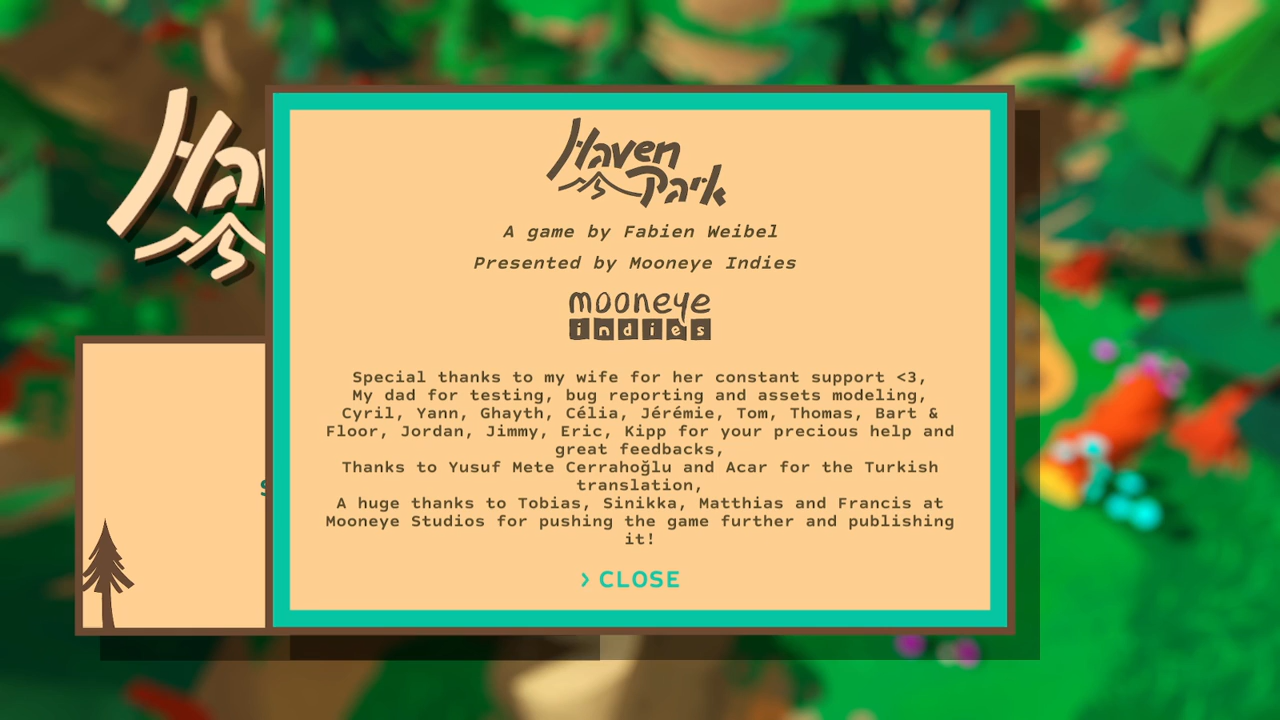 Ha
Haven
Park
A game by Fabien Weibel
Presented by Mooneye Indies
mooneye
indies
Special thanks to my wife for her constant support <3,
My dad for testing, bug reporting and assets modeling,
Cyril, Yann, Ghayth, Célia, Jérémie, Tom, Thomas, Bart &
Floor, Jordan, Jimmy, Eric, Kipp for your precious help and
great feedbacks,
Thanks to Yusuf Mete Cerrahoğlu and Acar for the Turkish
translation,
A huge thanks to Tobias, Sinikka, Matthias and Francis at
Mooneye Studios for pushing the game further and publishing
it!
> CLOSE